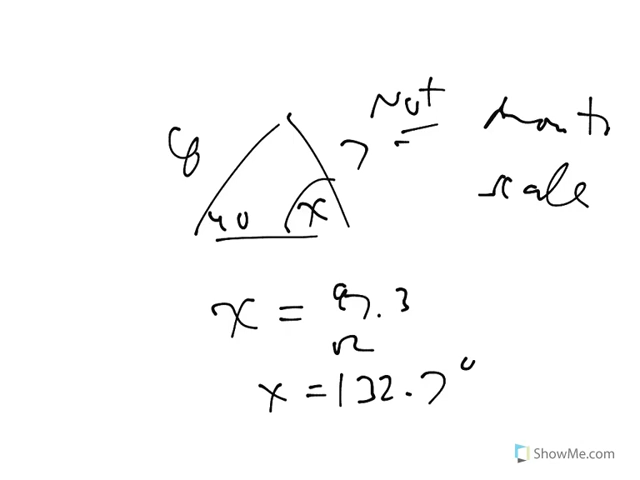 Not
drawn to
8
7
scale
40
x
x = 47.3
or
x = 132.7°
ShowMe.com